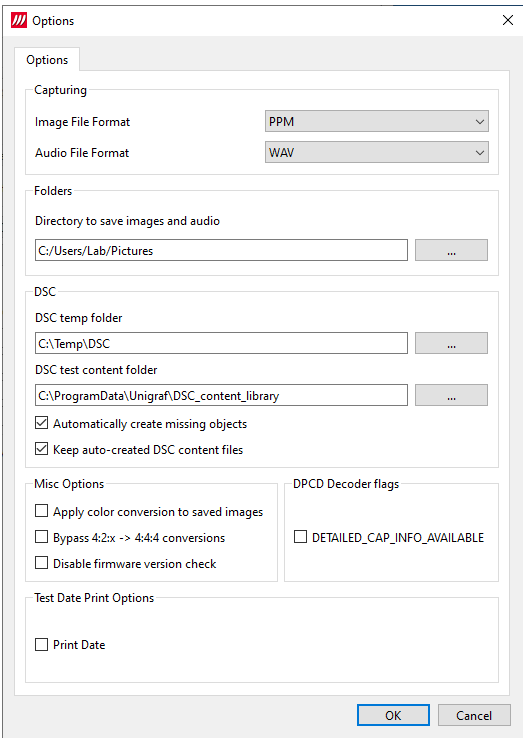 Options
Options
Capturing
Image File Format
PPM
Audio File Format
WAV
Folders
Directory to save images and audio
C:/Users/Lab/Pictures
...
DSC
DSC temp folder
C:\Temp\DSC
...
DSC test content folder
C:\ProgramData\Unigraf\DSC_content_library
...
Automatically create missing objects
Keep auto-created DSC content files
Misc Options
Apply color conversion to saved images
Bypass 4:2:x -> 4:4:4 conversions
Disable firmware version check
DPCD Decoder flags
DETAILED_CAP_INFO_AVAILABLE
Test Date Print Options
Print Date
OK
Cancel